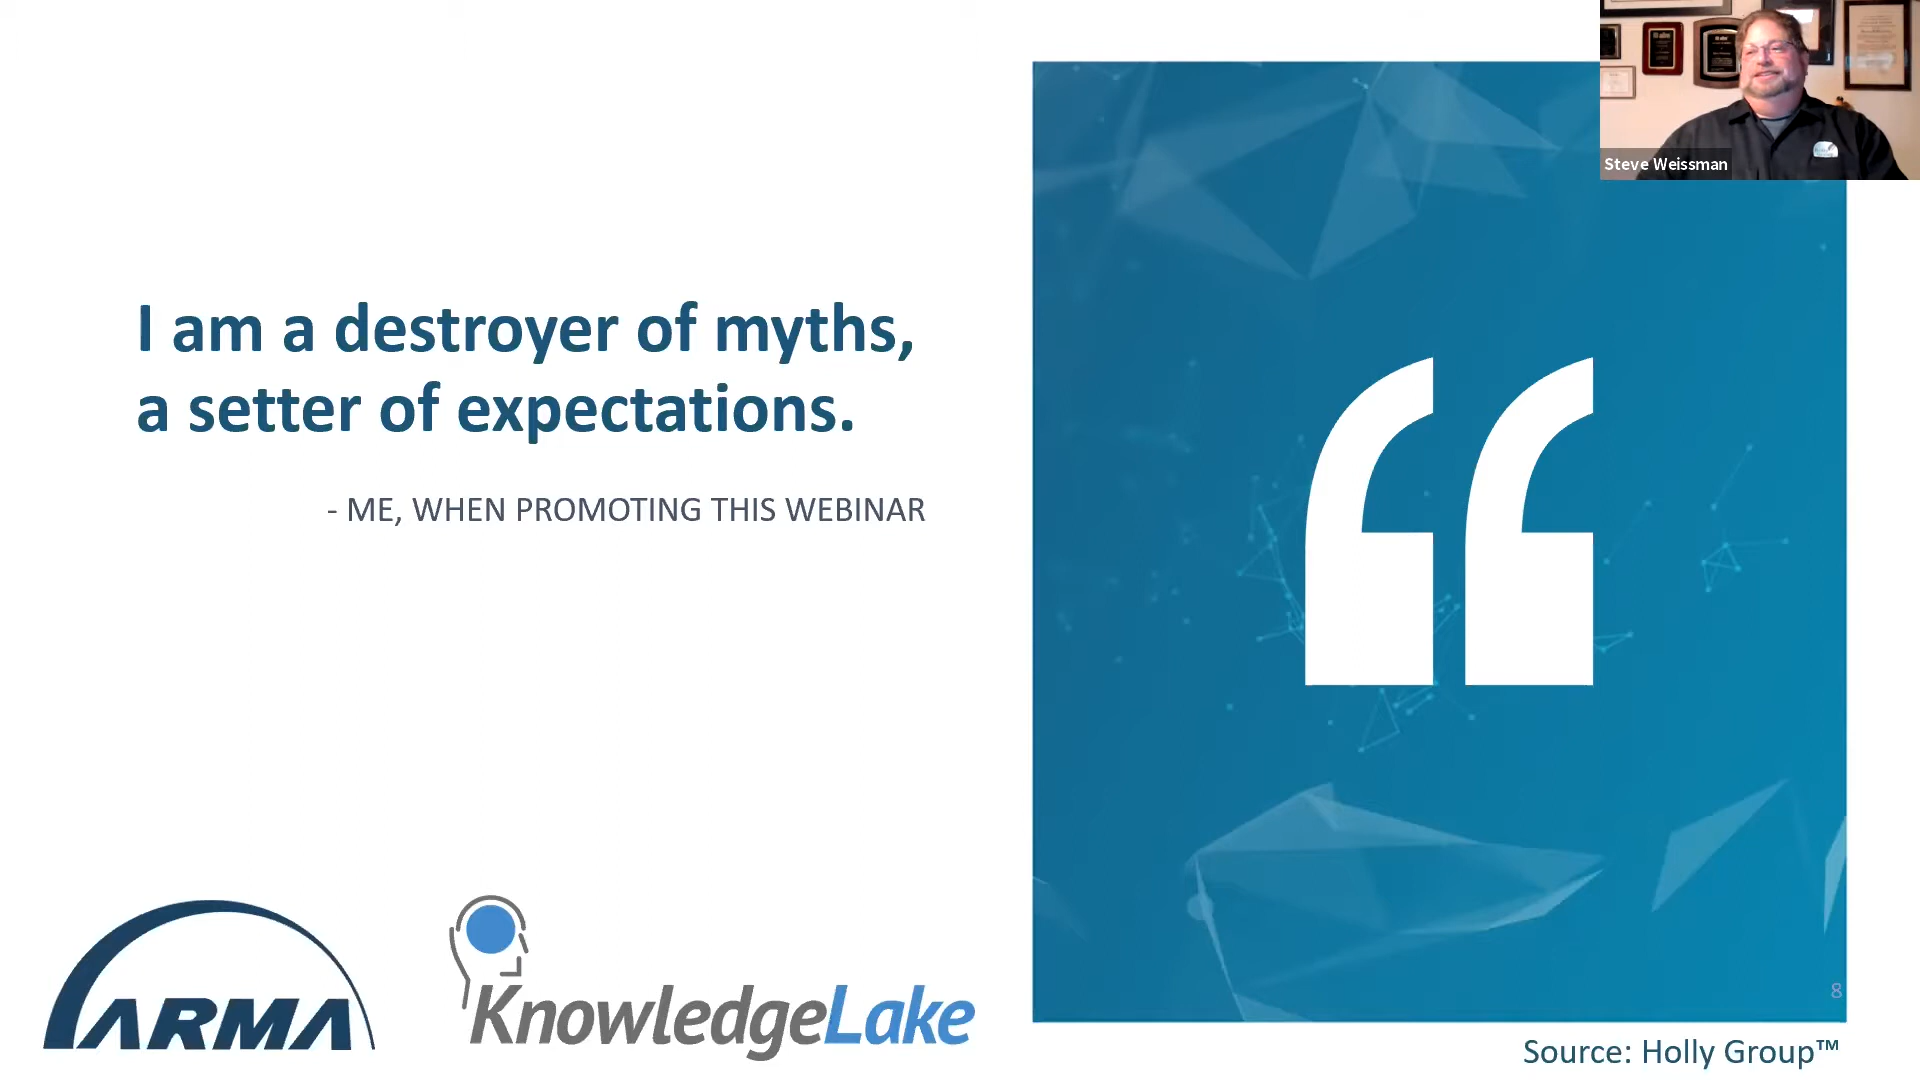 Steve Weissman
I am a destroyer of myths,
a setter of expectations.
- ME, WHEN PROMOTING THIS WEBINAR
ARMA
KnowledgeLake
8
Source: Holly Group™